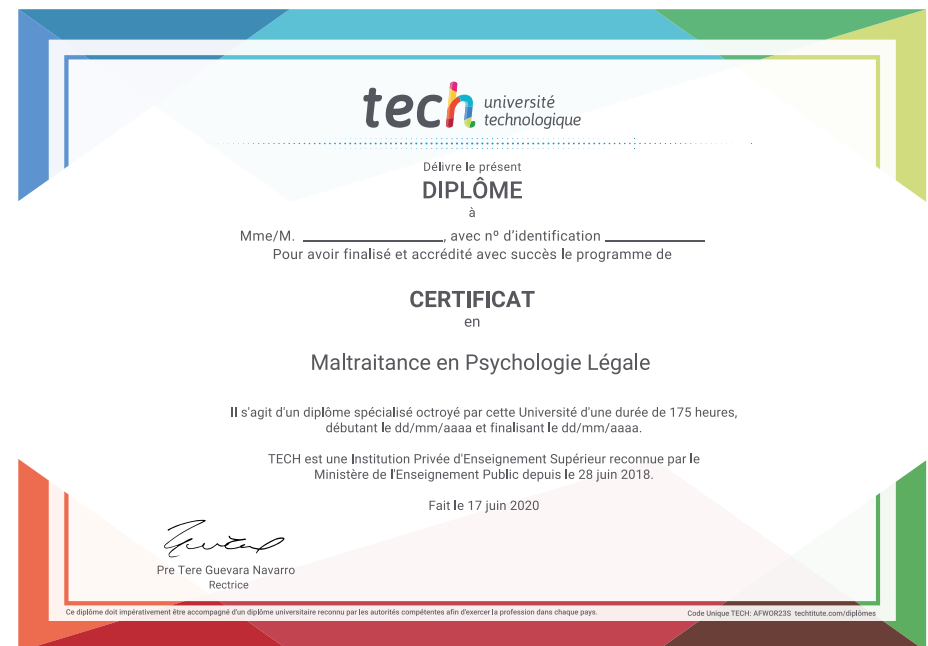 tech université
technologique
Délivre le présent
DIPLÔME
à
Mme/M. ____________________, avec nº d'identification ______________
Pour avoir finalisé et accrédité avec succès le programme de
CERTIFICAT
en
Maltraitance en Psychologie Légale
Il s'agit d'un diplôme spécialisé octroyé par cette Université d'une durée de 175 heures,
débutant le dd/mm/aaaa et finalisant le dd/mm/aaaa.
TECH est une Institution Privée d'Enseignement Supérieur reconnue par le
Ministère de l'Enseignement Public depuis le 28 juin 2018.
Fait le 17 juin 2020
Pre Tere Guevara Navarro
Rectrice
Ce diplôme doit impérativement être accompagné d'un diplôme universitaire reconnu par les autorités compétentes afin d'exercer la profession dans chaque pays.
Code Unique TECH: AFWOR23S techtitute.com/diplômes